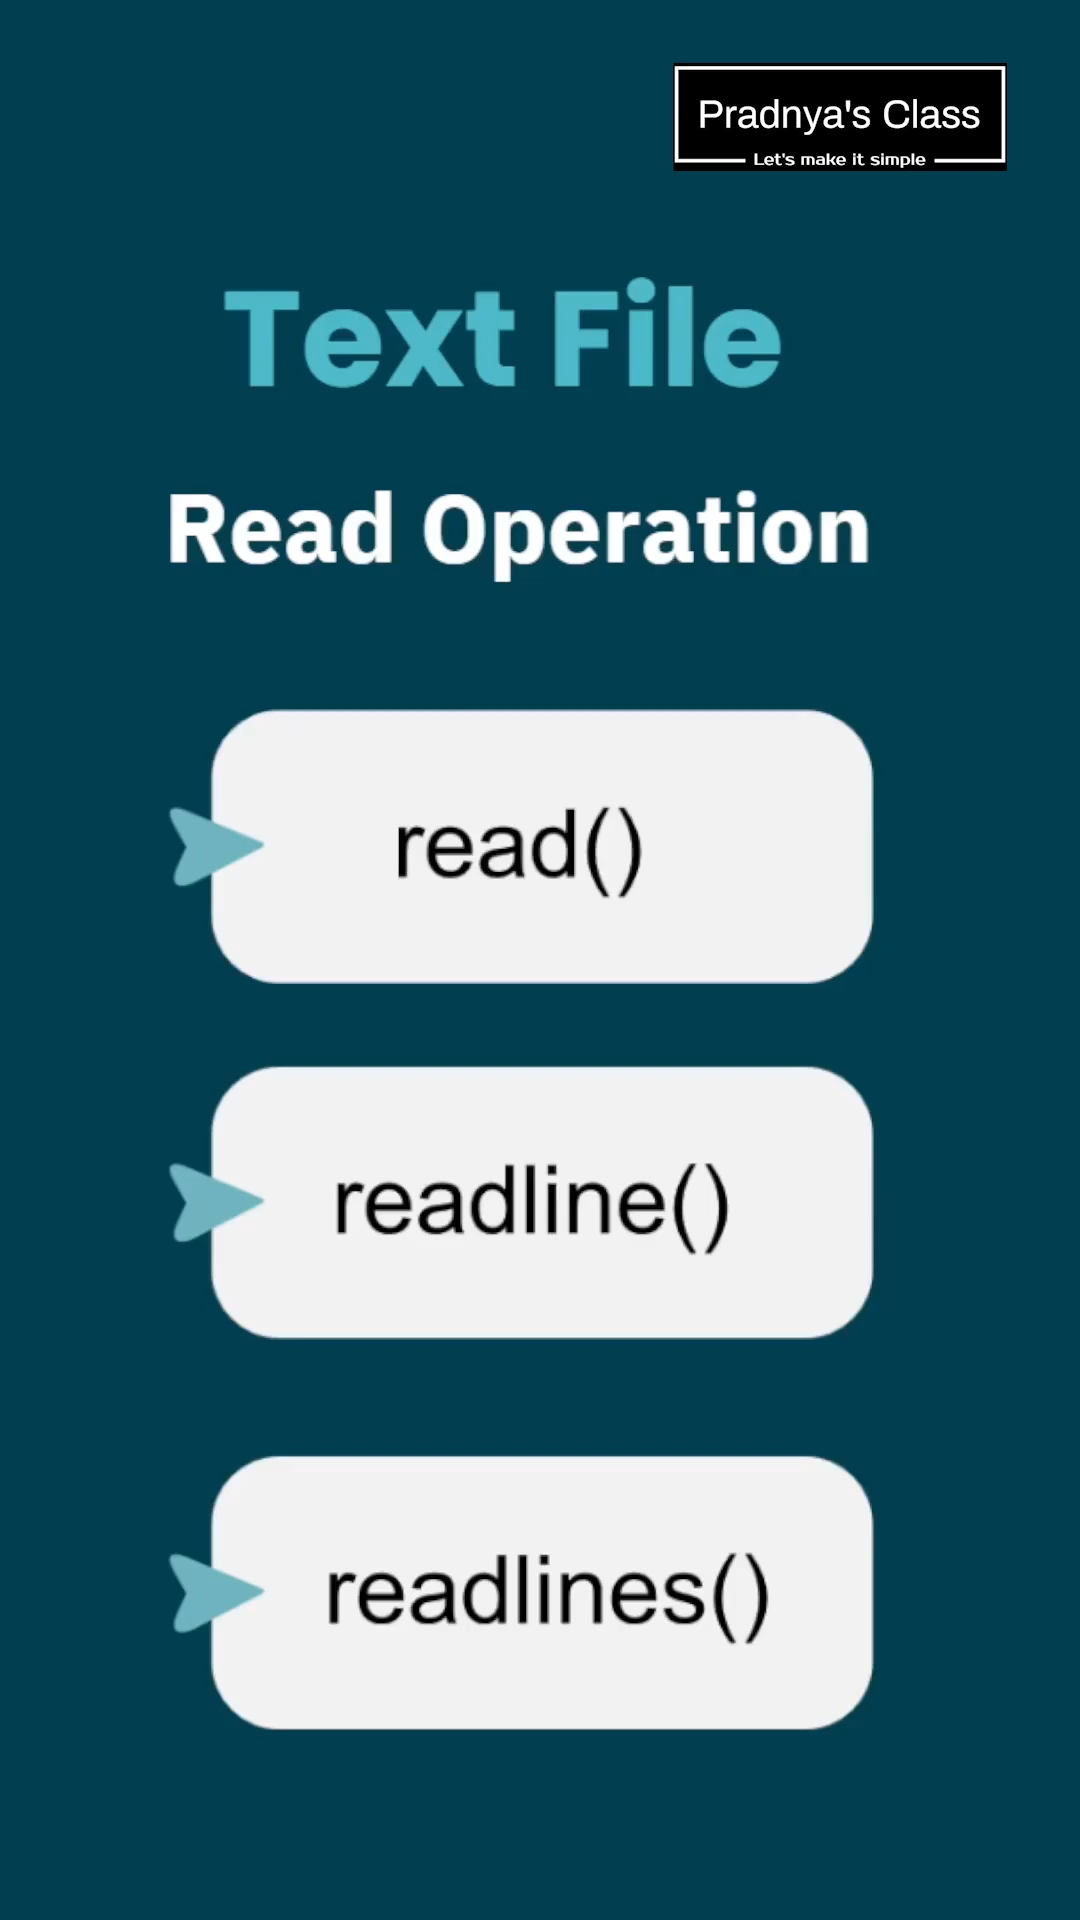 Pradnya's Class
Let's make it simple
Text File
Read Operation
read()
readline()
readlines()